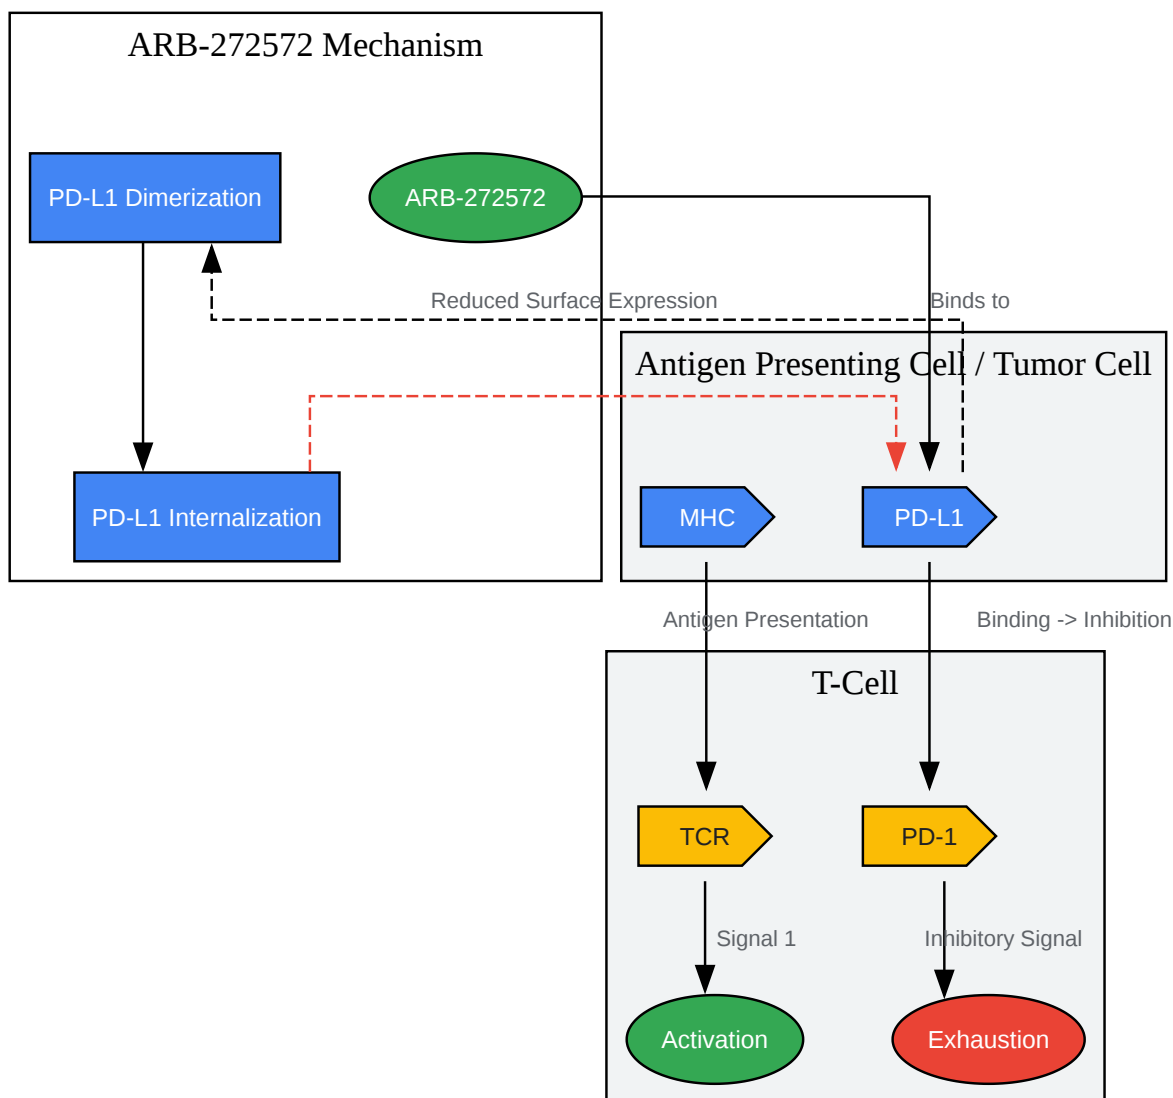 ARB-272572 Mechanism
PD-L1 Dimerization
ARB-272572
Reduced Surface Expression
Binds to
Antigen Presenting Cell / Tumor Cell
PD-L1 Internalization
MHC
PD-L1
Antigen Presentation
Binding -> Inhibition
T-Cell
TCR
PD-1
Signal 1
Inhibitory Signal
Activation
Exhaustion